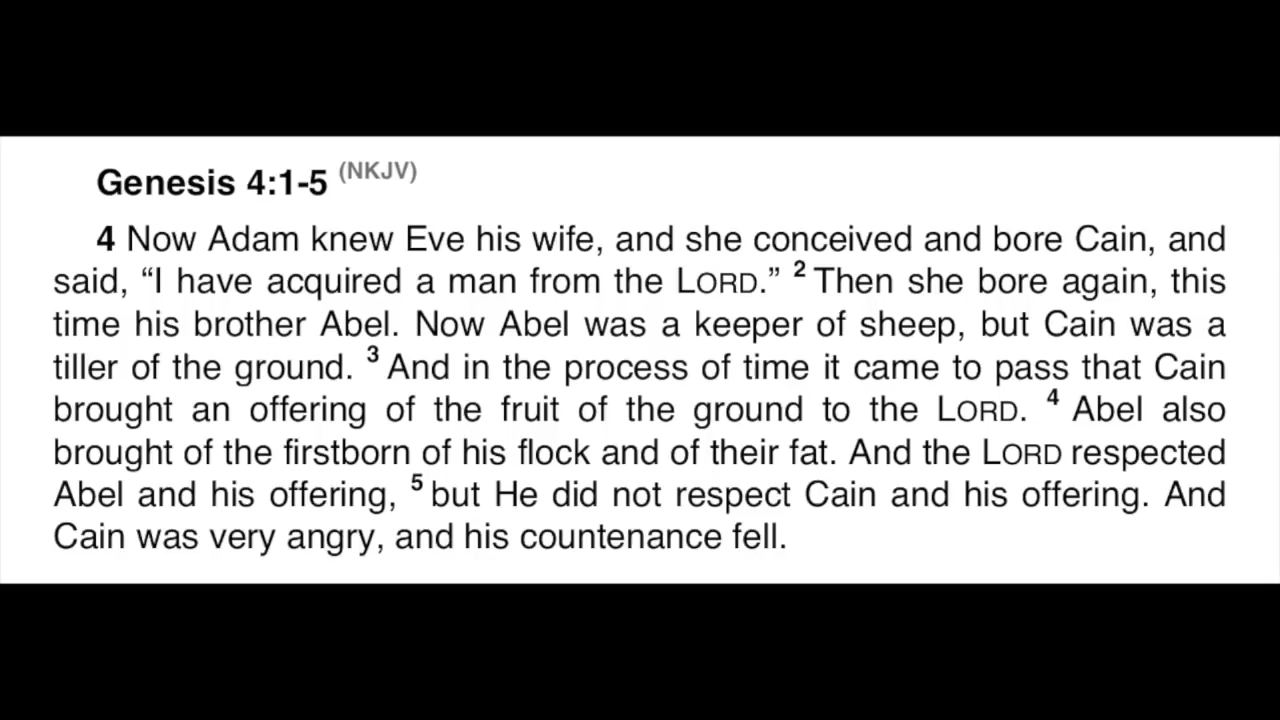 Genesis 4:1-5 (NKJV)
4 Now Adam knew Eve his wife, and she conceived and bore Cain, and
said, “I have acquired a man from the LORD.” 2 Then she bore again, this
time his brother Abel. Now Abel was a keeper of sheep, but Cain was a
tiller of the ground. 3 And in the process of time it came to pass that Cain
brought an offering of the fruit of the ground to the LORD. 4 Abel also
brought of the firstborn of his flock and of their fat. And the LORD respected
Abel and his offering, 5 but He did not respect Cain and his offering. And
Cain was very angry, and his countenance fell.